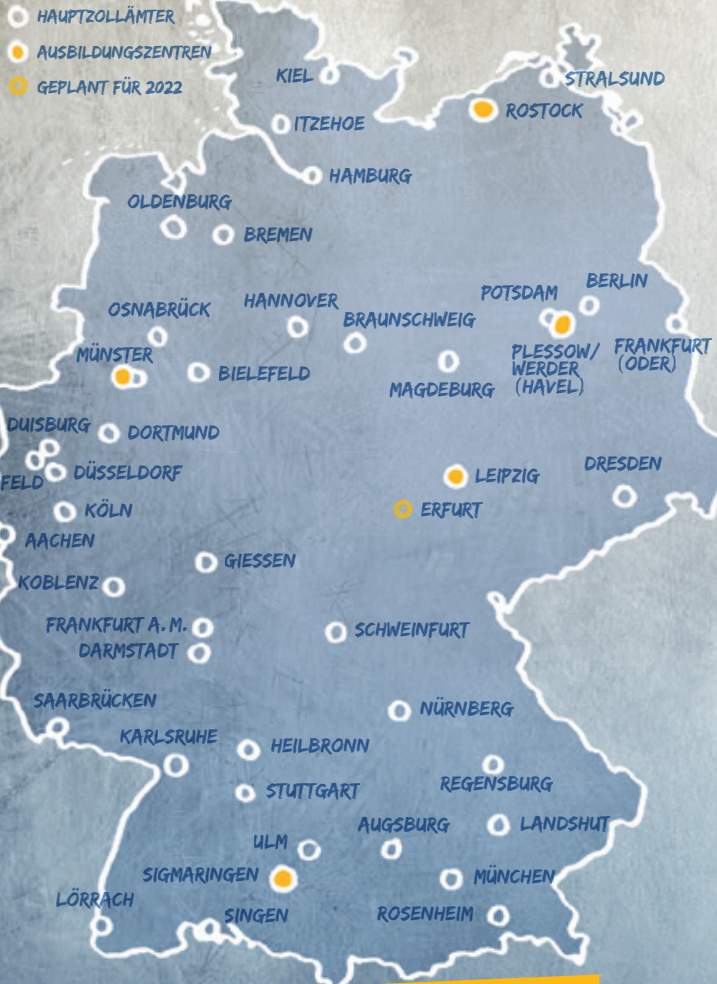 HAUPTZOLLÄMTER
AUSBILDUNGSZENTREN
GEPLANT FÜR 2022
KIEL
STRALSUND
ROSTOCK
ITZEHOE
HAMBURG
OLDENBURG
BREMEN
BERLIN
POTSDAM
HANNOVER
OSNABRÜCK
BRAUNSCHWEIG
PLESSOW/
WERDER
(HAVEL)
FRANKFURT
(ODER)
MÜNSTER
BIELEFELD
MAGDEBURG
DUISBURG
DORTMUND
DRESDEN
DÜSSELDORF
FELD
LEIPZIG
KÖLN
ERFURT
AACHEN
GIESSEN
KOBLENZ
FRANKFURT A.M.
SCHWEINFURT
DARMSTADT
SAARBRÜCKEN
NÜRNBERG
KARLSRUHE
HEILBRONN
REGENSBURG
STUTTGART
AUGSBURG
LANDSHUT
ULM
SIGMARINGEN
MÜNCHEN
LÖRRACH
SINGEN
ROSENHEIM